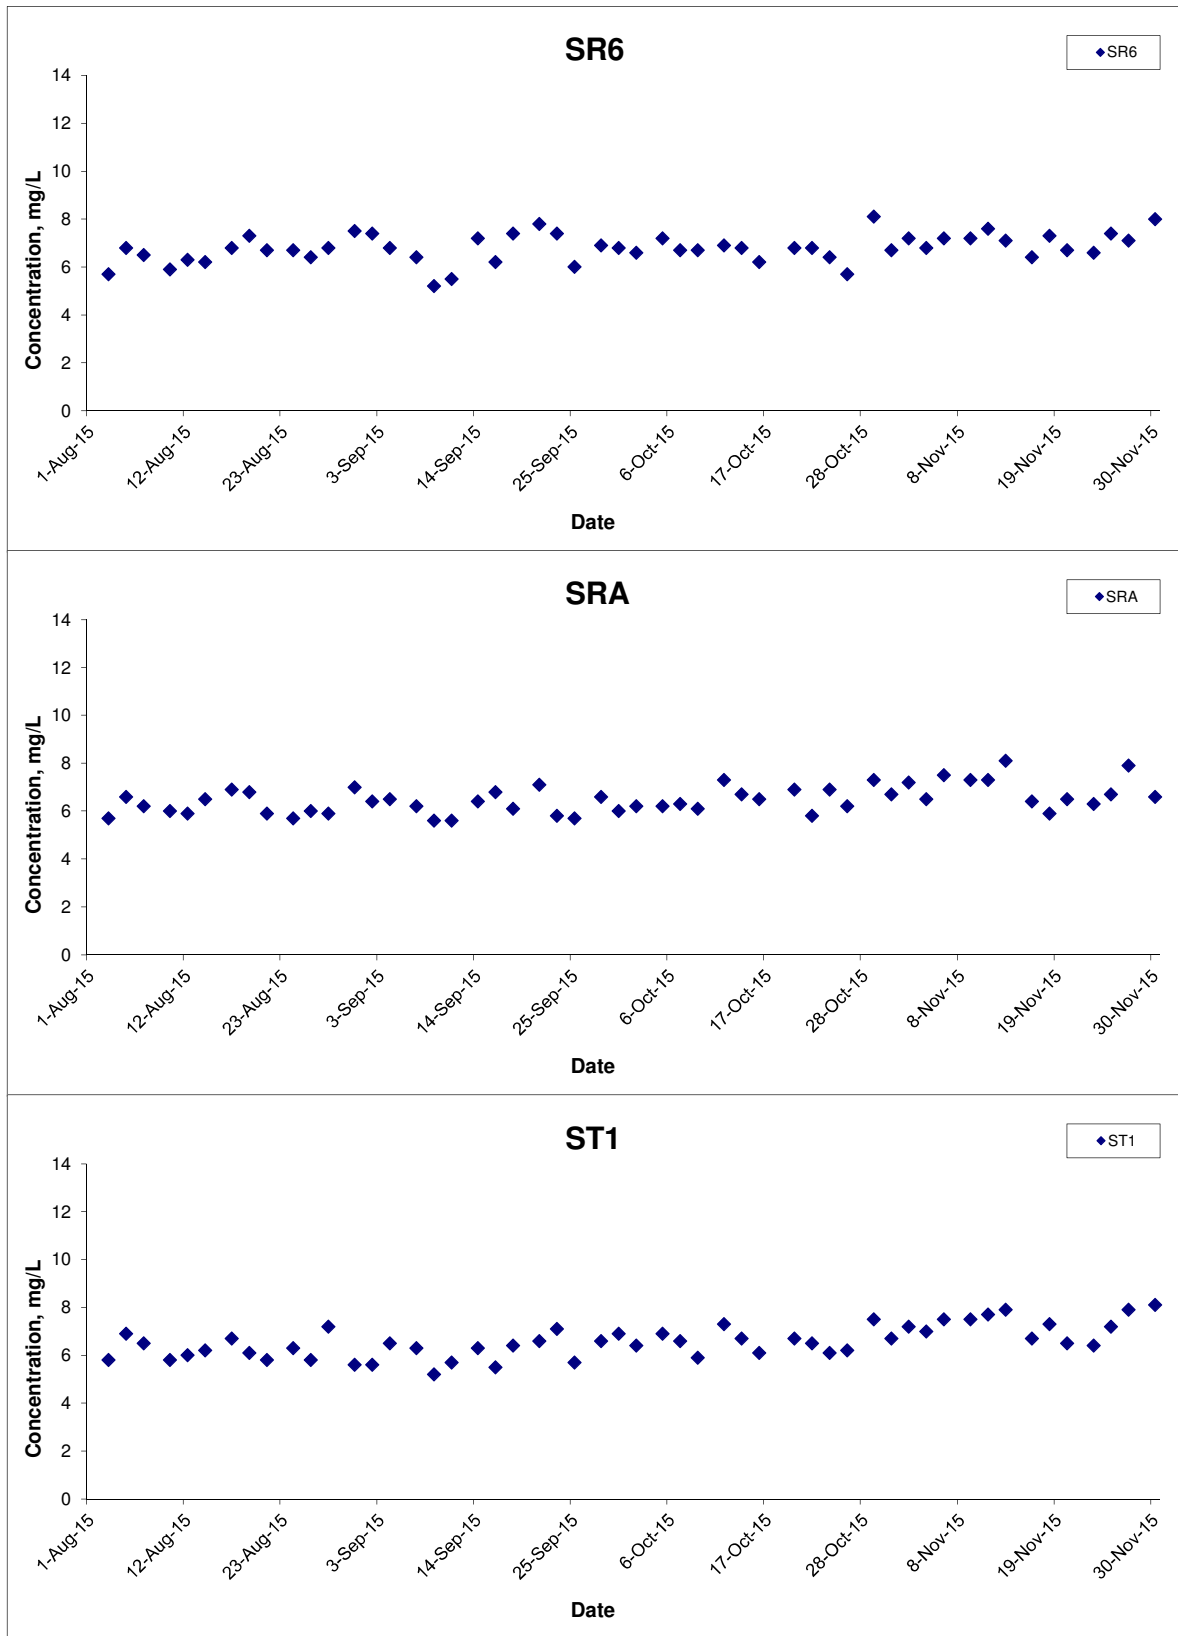 SR6
SR6
14
12
10
8
6
4
2
0
Concentration, mg/L
1-Aug-15 12-Aug-15 23-Aug-15 3-Sep-15 14-Sep-15 25-Sep-15 6-Oct-15 17-Oct-15 28-Oct-15 8-Nov-15 19-Nov-15 30-Nov-15
Date
SRA
SRA
14
12
10
8
6
4
2
0
Concentration, mg/L
1-Aug-15 12-Aug-15 23-Aug-15 3-Sep-15 14-Sep-15 25-Sep-15 6-Oct-15 17-Oct-15 28-Oct-15 8-Nov-15 19-Nov-15 30-Nov-15
Date
ST1
ST1
14
12
10
8
6
4
2
0
Concentration, mg/L
1-Aug-15 12-Aug-15 23-Aug-15 3-Sep-15 14-Sep-15 25-Sep-15 6-Oct-15 17-Oct-15 28-Oct-15 8-Nov-15 19-Nov-15 30-Nov-15
Date